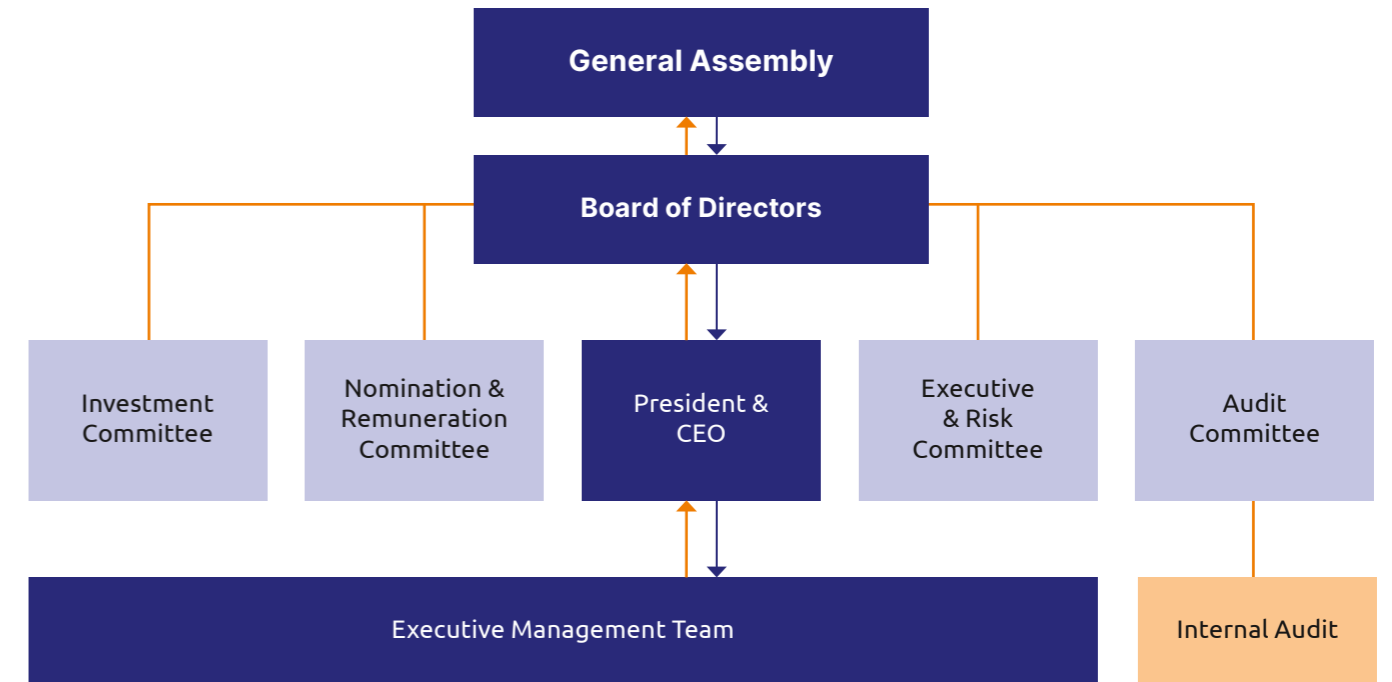 General Assembly
Board of Directors
Investment
Committee
Nomination &
Remuneration
Committee
President &
CEO
Executive
& Risk
Committee
Audit
Committee
Executive Management Team
Internal Audit